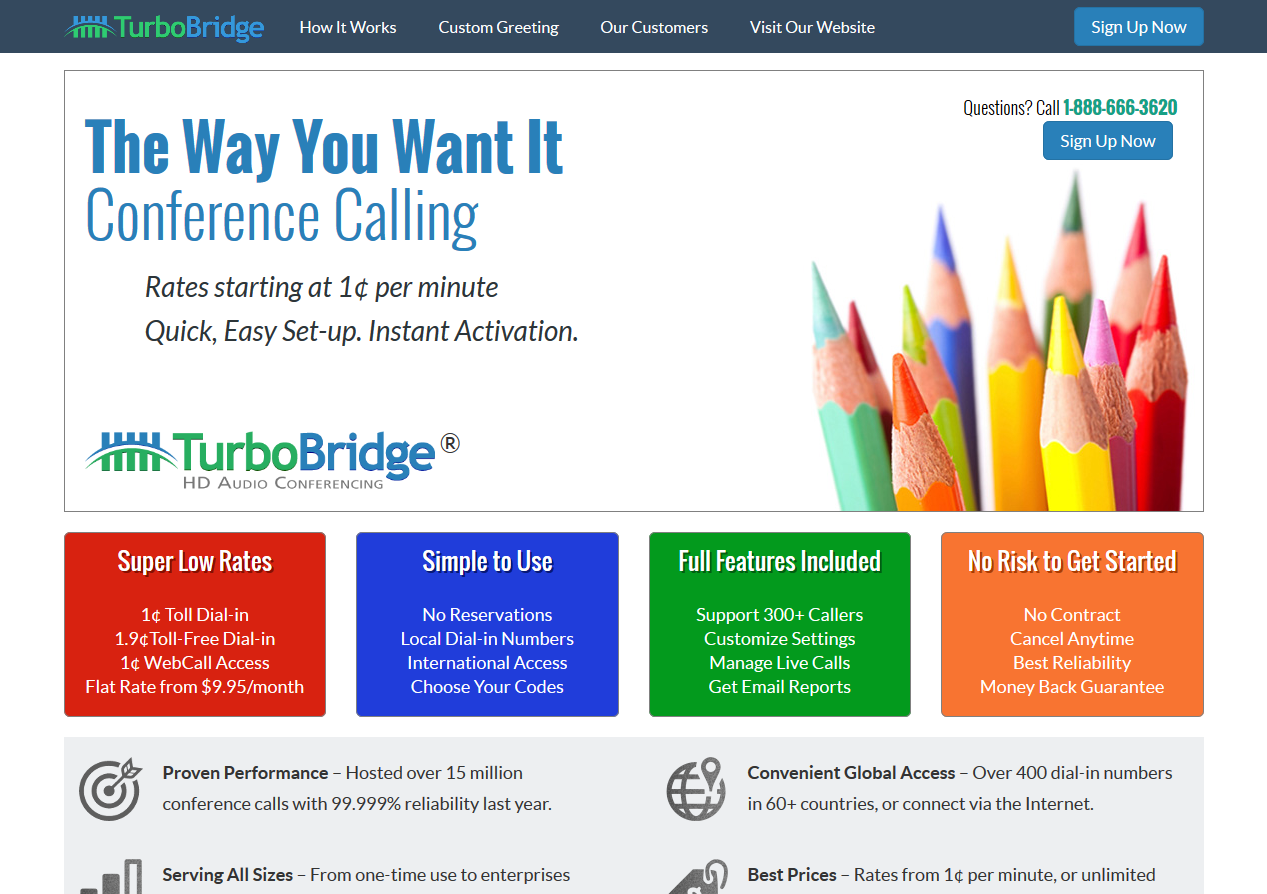 TurboBridge
How It Works
Custom Greeting
Our Customers
Visit Our Website
Sign Up Now
Questions? Call 1-888-666-3620
Sign Up Now
The Way You Want It
Conference Calling
Rates starting at 1¢ per minute
Quick, Easy Set-up. Instant Activation.
TurboBridge®
HD Audio Conferencing
Super Low Rates
1¢ Toll Dial-in
1.9¢Toll-Free Dial-in
1¢ WebCall Access
Flat Rate from $9.95/month
Simple to Use
No Reservations
Local Dial-in Numbers
International Access
Choose Your Codes
Full Features Included
Support 300+ Callers
Customize Settings
Manage Live Calls
Get Email Reports
No Risk to Get Started
No Contract
Cancel Anytime
Best Reliability
Money Back Guarantee
Proven Performance – Hosted over 15 million
conference calls with 99.999% reliability last year.
Convenient Global Access – Over 400 dial-in numbers
in 60+ countries, or connect via the Internet.
Serving All Sizes – From one-time use to enterprises
Best Prices – Rates from 1¢ per minute, or unlimited